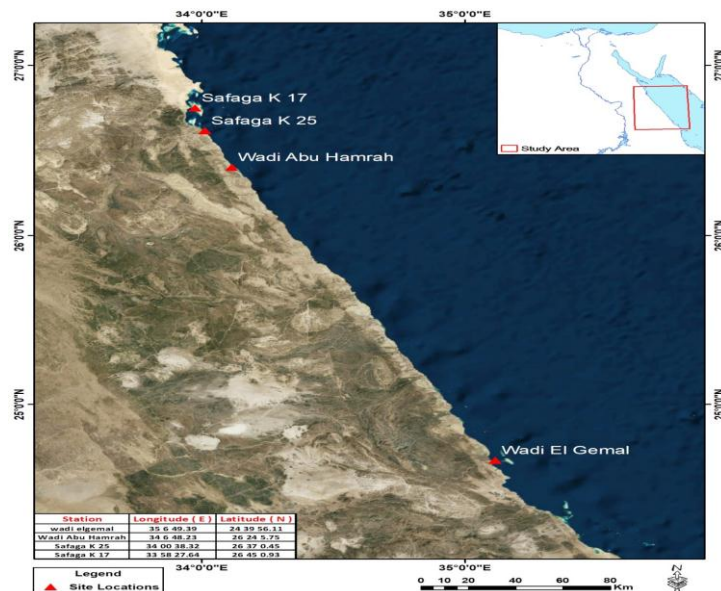 34°0'0"E 35°0'0"E
27°0'0"N 27°0'0"N
Safaga K 17
Safaga K 25
Study Area
Wadi Abu Hamrah
26°0'0"N 26°0'0"N
25°0'0"N 25°0'0"N
Wadi El Gemal
Station Longitude ( E ) Latitude ( N )
wadi elgemal 35 6 49.39 24 39 56.11
Wadi Abu Hamrah 34 6 48.23 26 24 5.75
Safaga K 25 34 00 38.32 26 37 0.45
Safaga K 17 33 58 27.64 26 45 0.93
34°0'0"E 35°0'0"E
Legend
Site Locations
0 10 20 40 60 80
Km
N